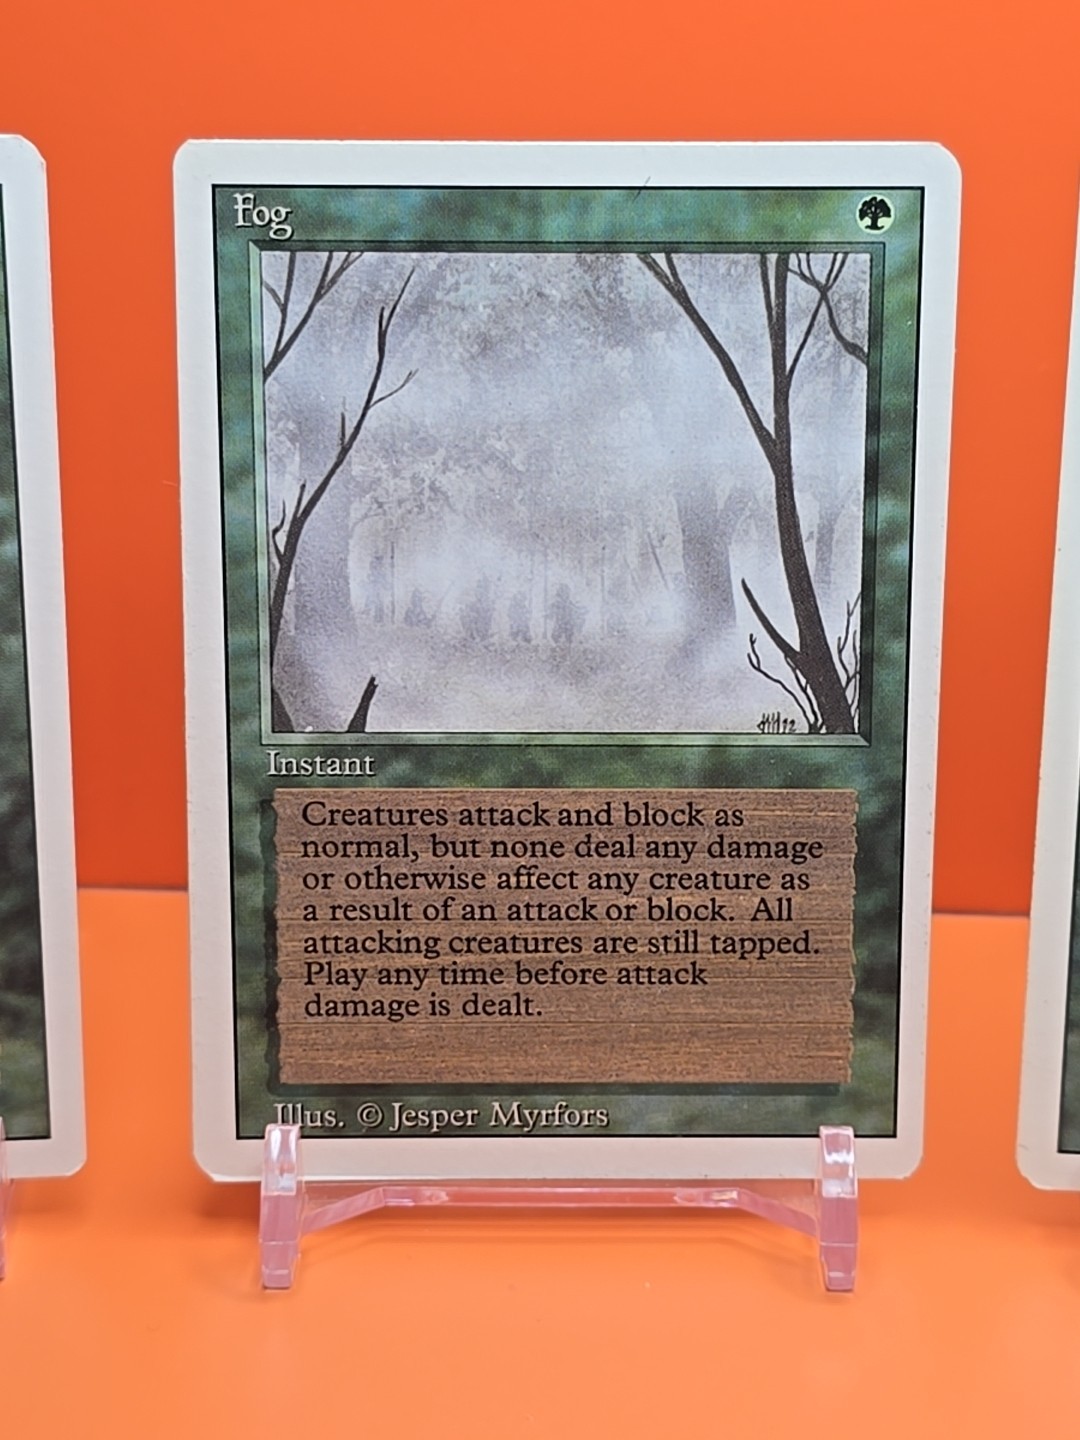 Fog
Instant
Creatures attack and block as
normal, but none deal any damage
or otherwise affect any creature as
a result of an attack or block. All
attacking creatures are still tapped.
Play any time before attack
damage is dealt.
Illus. © Jesper Myrfors